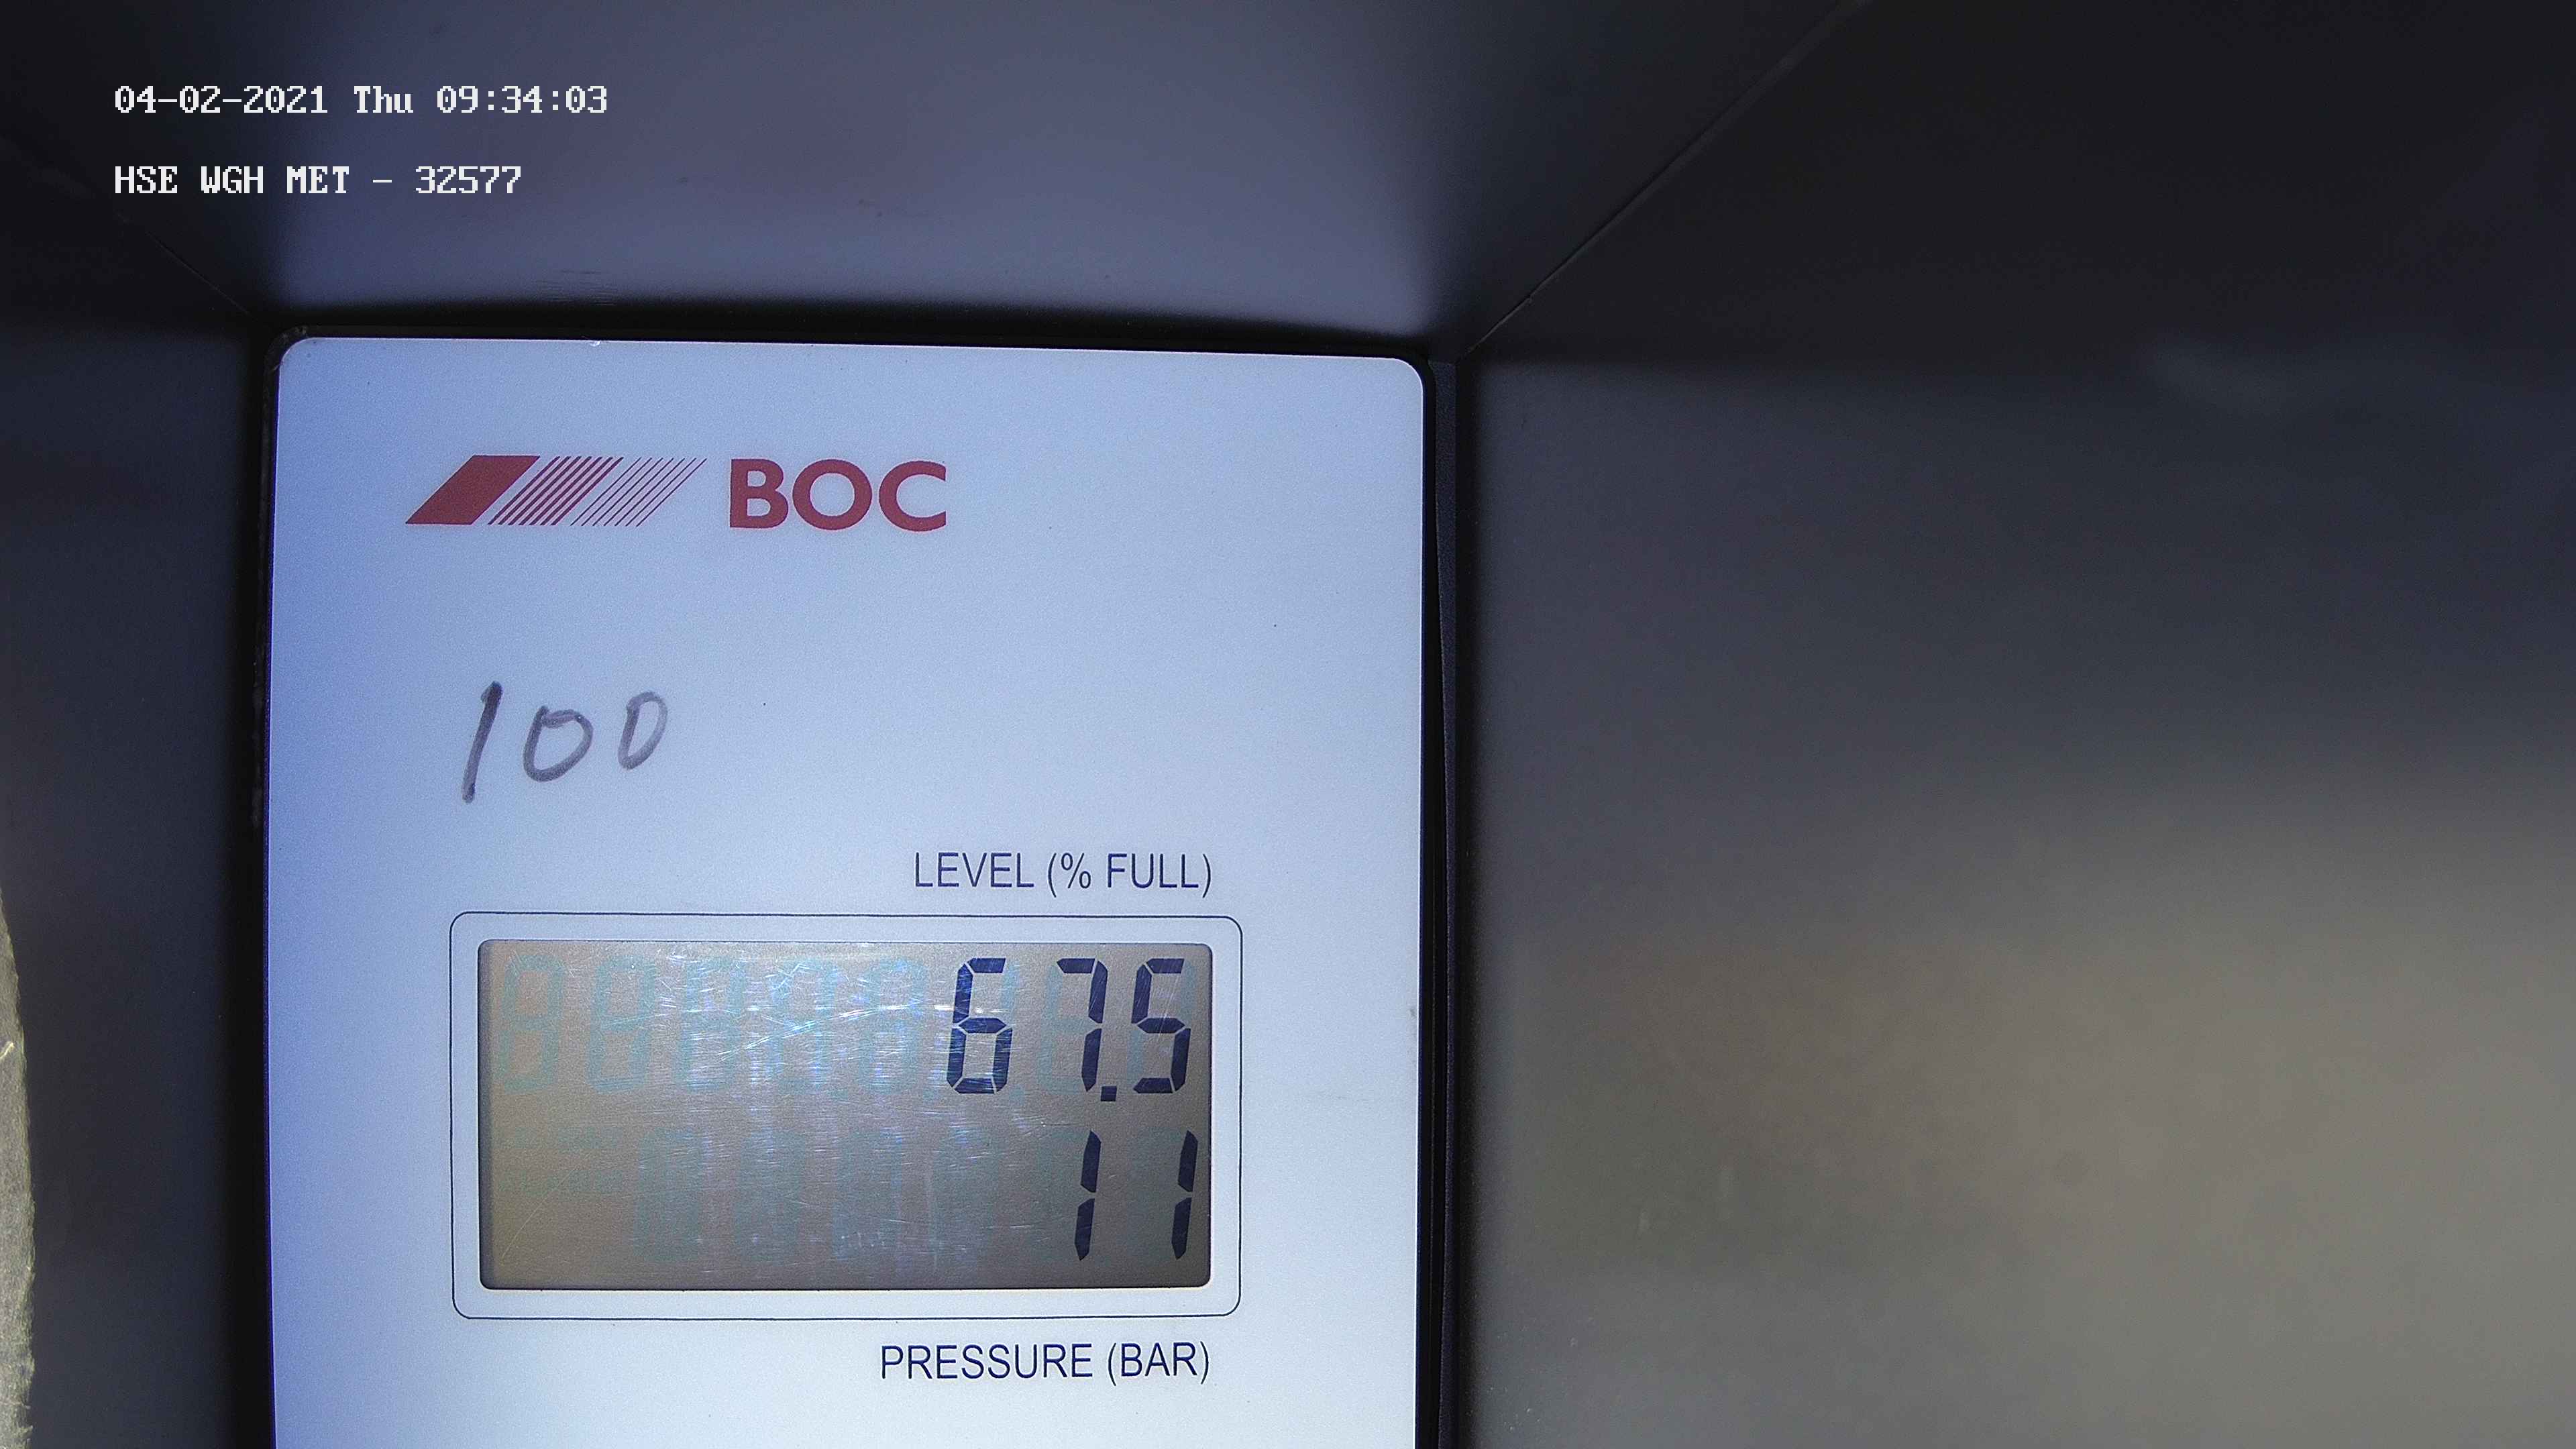 04-02-2021 Thu 09:34:03
HSE WGH MET - 32577
BOC
100
LEVEL (% FULL)
67.5
11
PRESSURE (BAR)